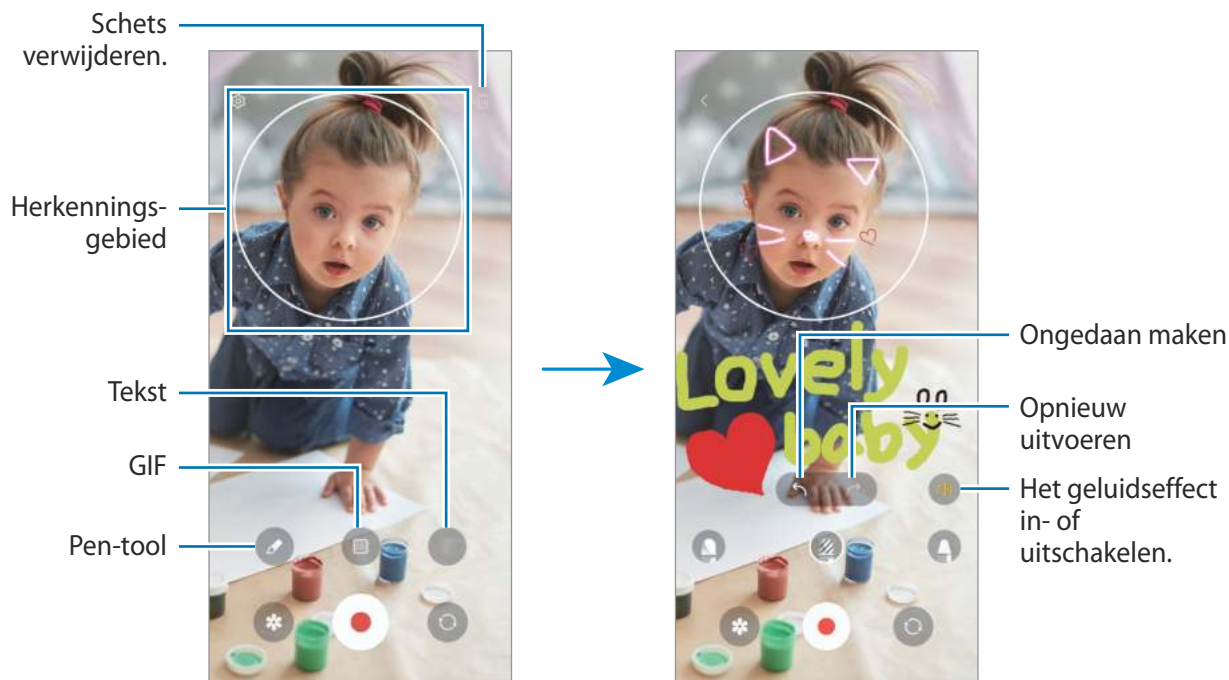 Schets
verwijderen.
Herkennings-
gebied
Tekst
GIF
Pen-tool
Lovely
baby
Ongedaan maken
Opnieuw
uitvoeren
Het geluidseffect
in- of
uitschakelen.